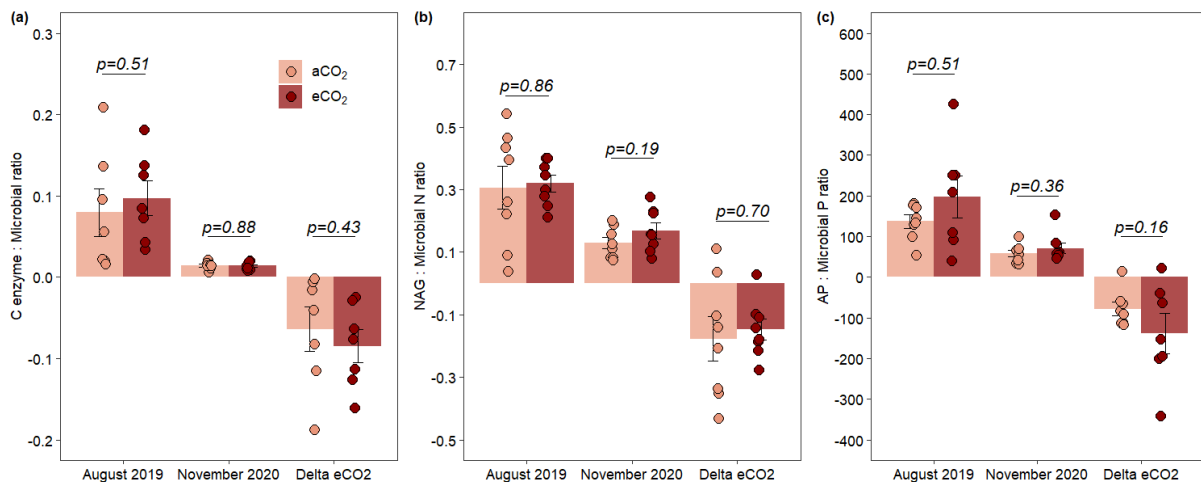 (a)
C enzyme : Microbial ratio
0.3
0.2
0.1
0.0
-0.1
-0.2
p=0.51
p=0.88
p=0.43
aCO₂
eCO₂
August 2019
November 2020
Delta eCO2
(b)
NAG : Microbial N ratio
0.7
0.5
0.3
0.1
-0.1
-0.3
-0.5
p=0.86
p=0.19
p=0.70
August 2019
November 2020
Delta eCO2
(c)
AP : Microbial P ratio
600
500
400
300
200
100
0
-100
-200
-300
-400
p=0.51
p=0.36
p=0.16
August 2019
November 2020
Delta eCO2